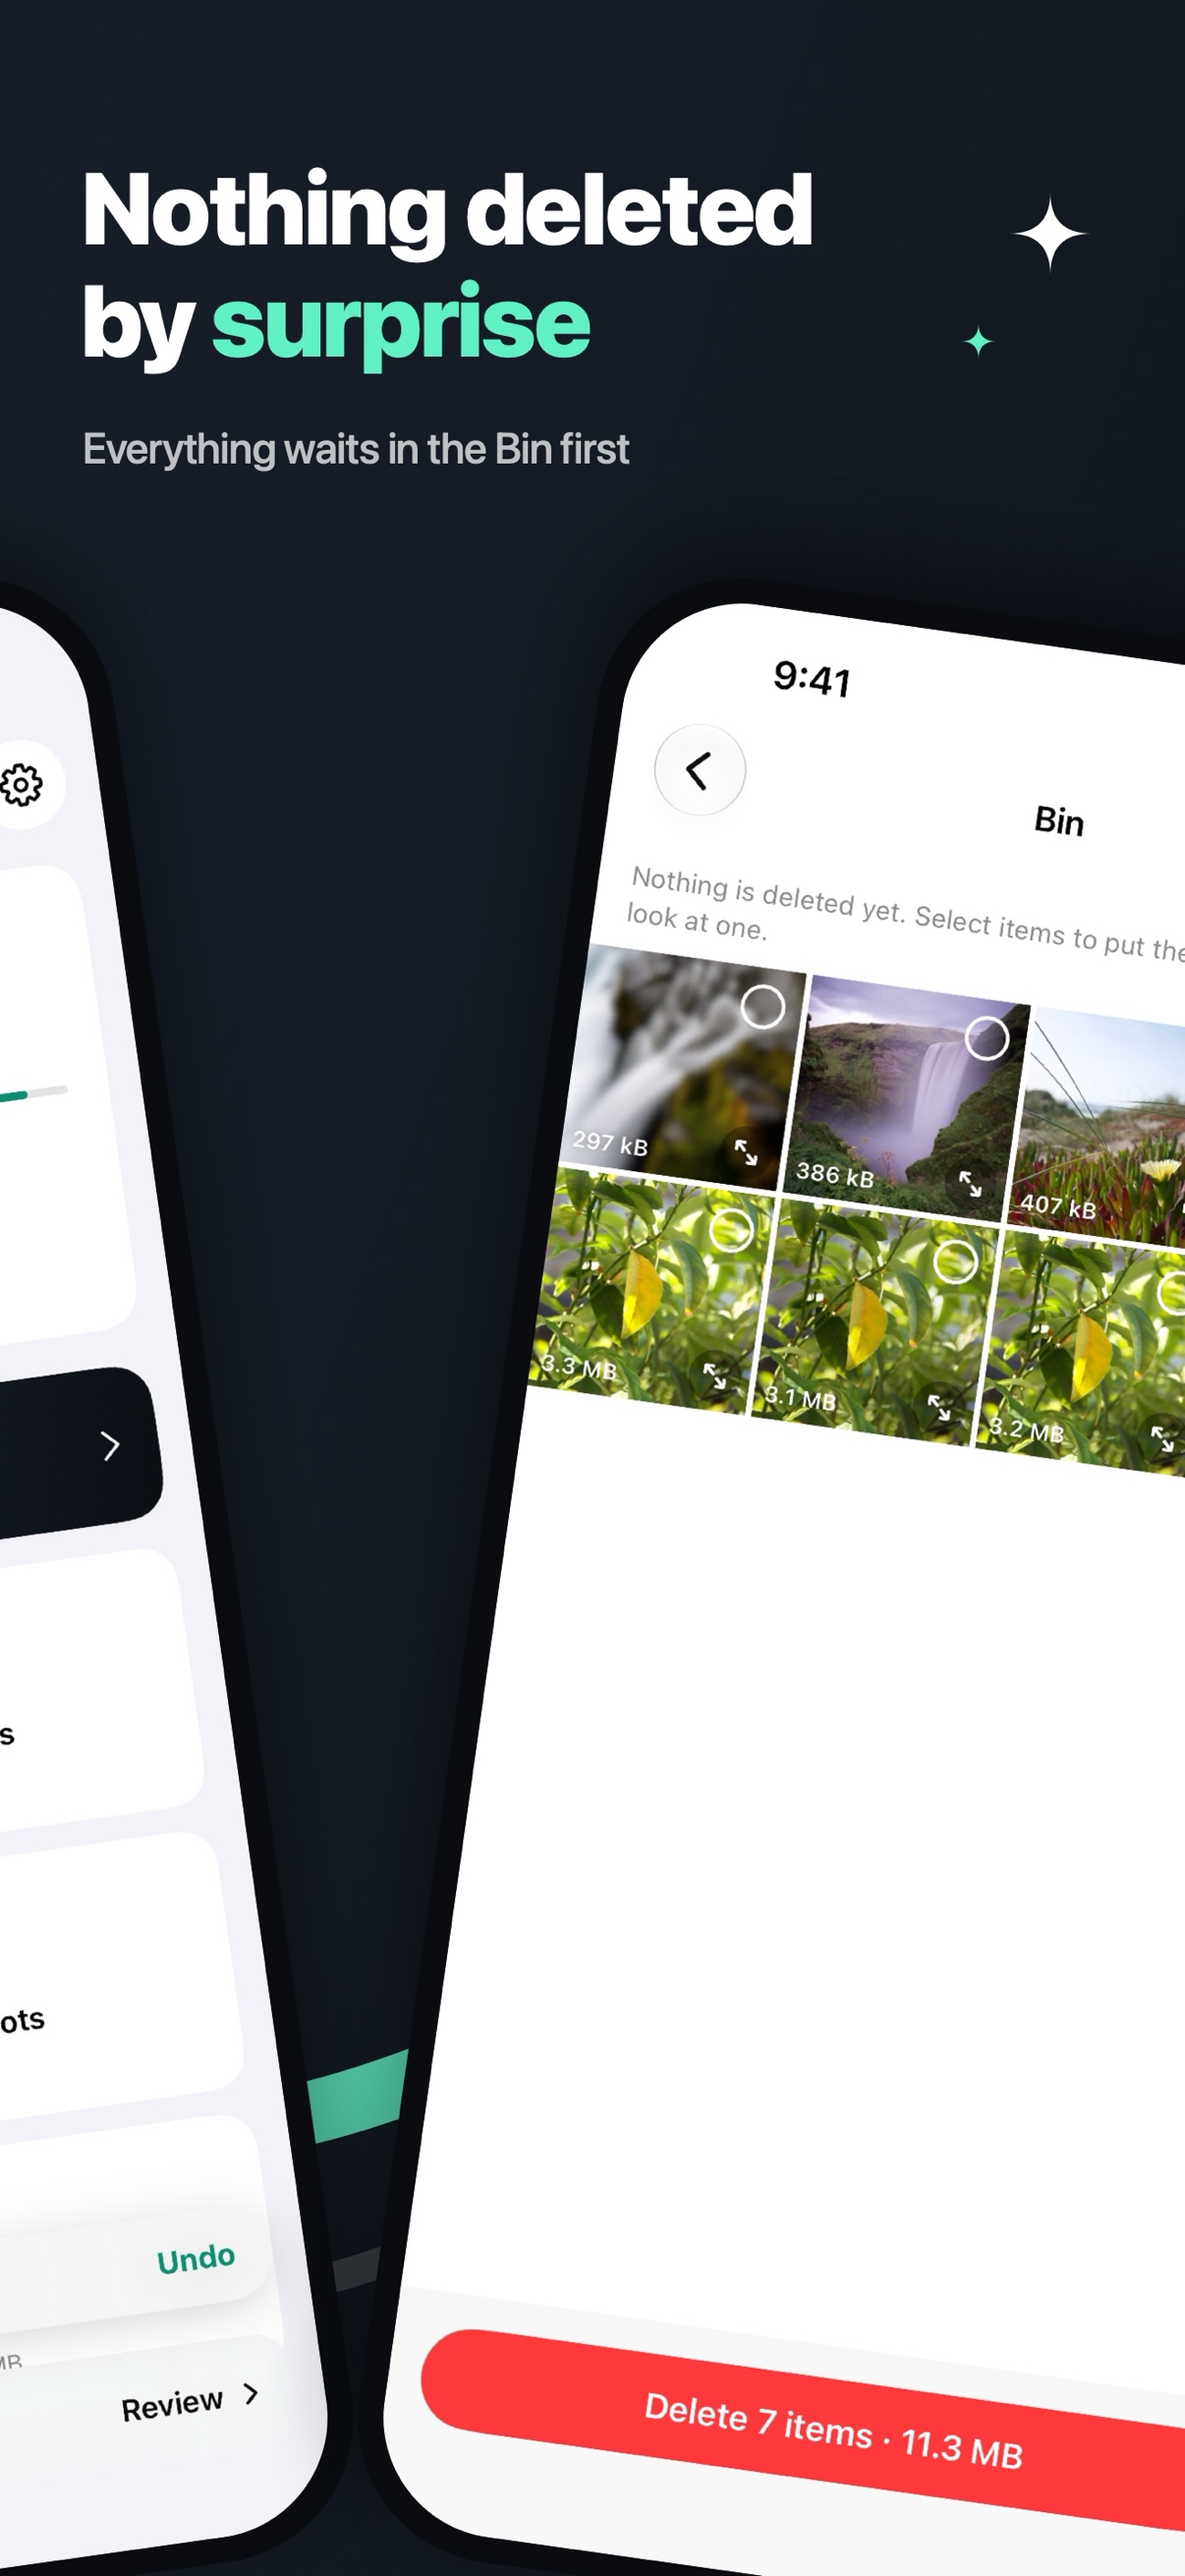 Nothing deleted
by surprise
Everything waits in the Bin first
9:41
Bin
Nothing is deleted yet. Select items to put the
look at one.
297 kB
386 kB
407 kB
3.3 MB
3.1 MB
3.2 MB
s
ots
Undo
MB
Review
Delete 7 items · 11.3 MB